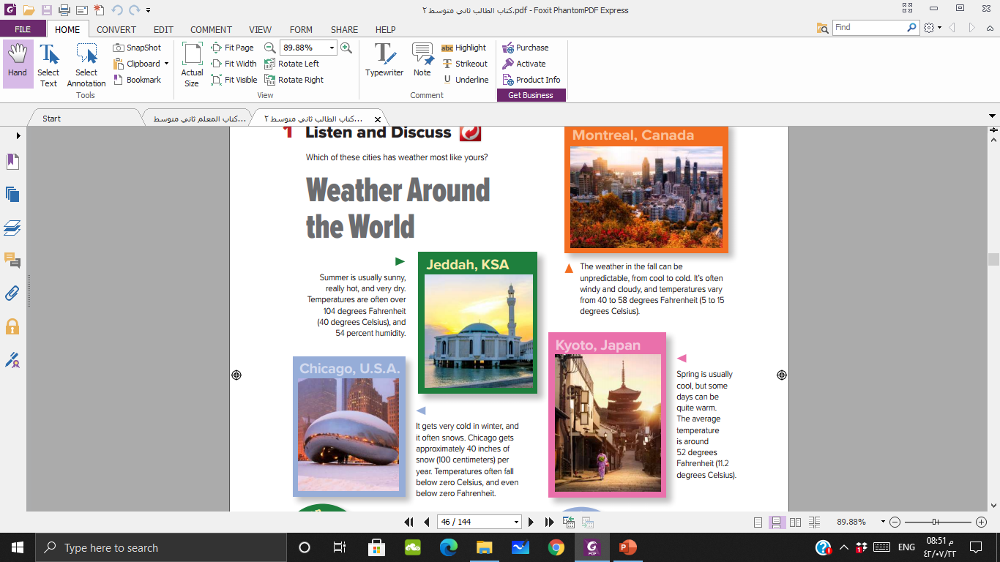 كتاب الطالب ثاني متوسط ٢.pdf - Foxit PhantomPDF Express
FILE HOME CONVERT EDIT COMMENT VIEW FORM SHARE HELP
Find
Hand
Select Text
Select Annotation
SnapShot
Clipboard
Bookmark
Tools
Actual Size
Fit Page
Fit Width
Fit Visible
89.88%
Rotate Left
Rotate Right
View
Typewriter
Note
abc Highlight
Strikeout
Underline
Comment
Purchase
Activate
Product Info
Get Business
Start
كتاب المعلم ثاني متوسط...
كتاب الطالب ثاني متوسط ٢...
1 Listen and Discuss
Which of these cities has weather most like yours?
Weather Around
the World
Montreal, Canada
The weather in the fall can be
unpredictable, from cool to cold. It's often
windy and cloudy, and temperatures vary
from 40 to 58 degrees Fahrenheit (5 to 15
degrees Celsius).
Jeddah, KSA
Summer is usually sunny,
really hot, and very dry.
Temperatures are often over
104 degrees Fahrenheit
(40 degrees Celsius), and
54 percent humidity.
Kyoto, Japan
Spring is usually
cool, but some
days can be
quite warm.
The average
temperature
is around
52 degrees
Fahrenheit (11.2
degrees Celsius).
Chicago, U.S.A.
It gets very cold in winter, and
it often snows. Chicago gets
approximately 40 inches of
snow (100 centimeters) per
year. Temperatures often fall
below zero Celsius, and even
below zero Fahrenheit.
46 / 144
89.88%
Type here to search
ENG
08:51 م
٤٢/٠٧/٢٢